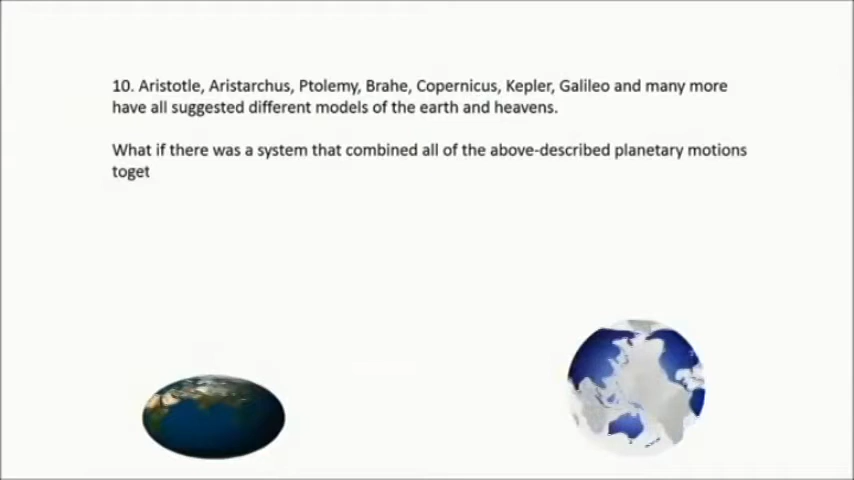 10. Aristotle, Aristarchus, Ptolemy, Brahe, Copernicus, Kepler, Galileo and many more
have all suggested different models of the earth and heavens.
What if there was a system that combined all of the above-described planetary motions
toget